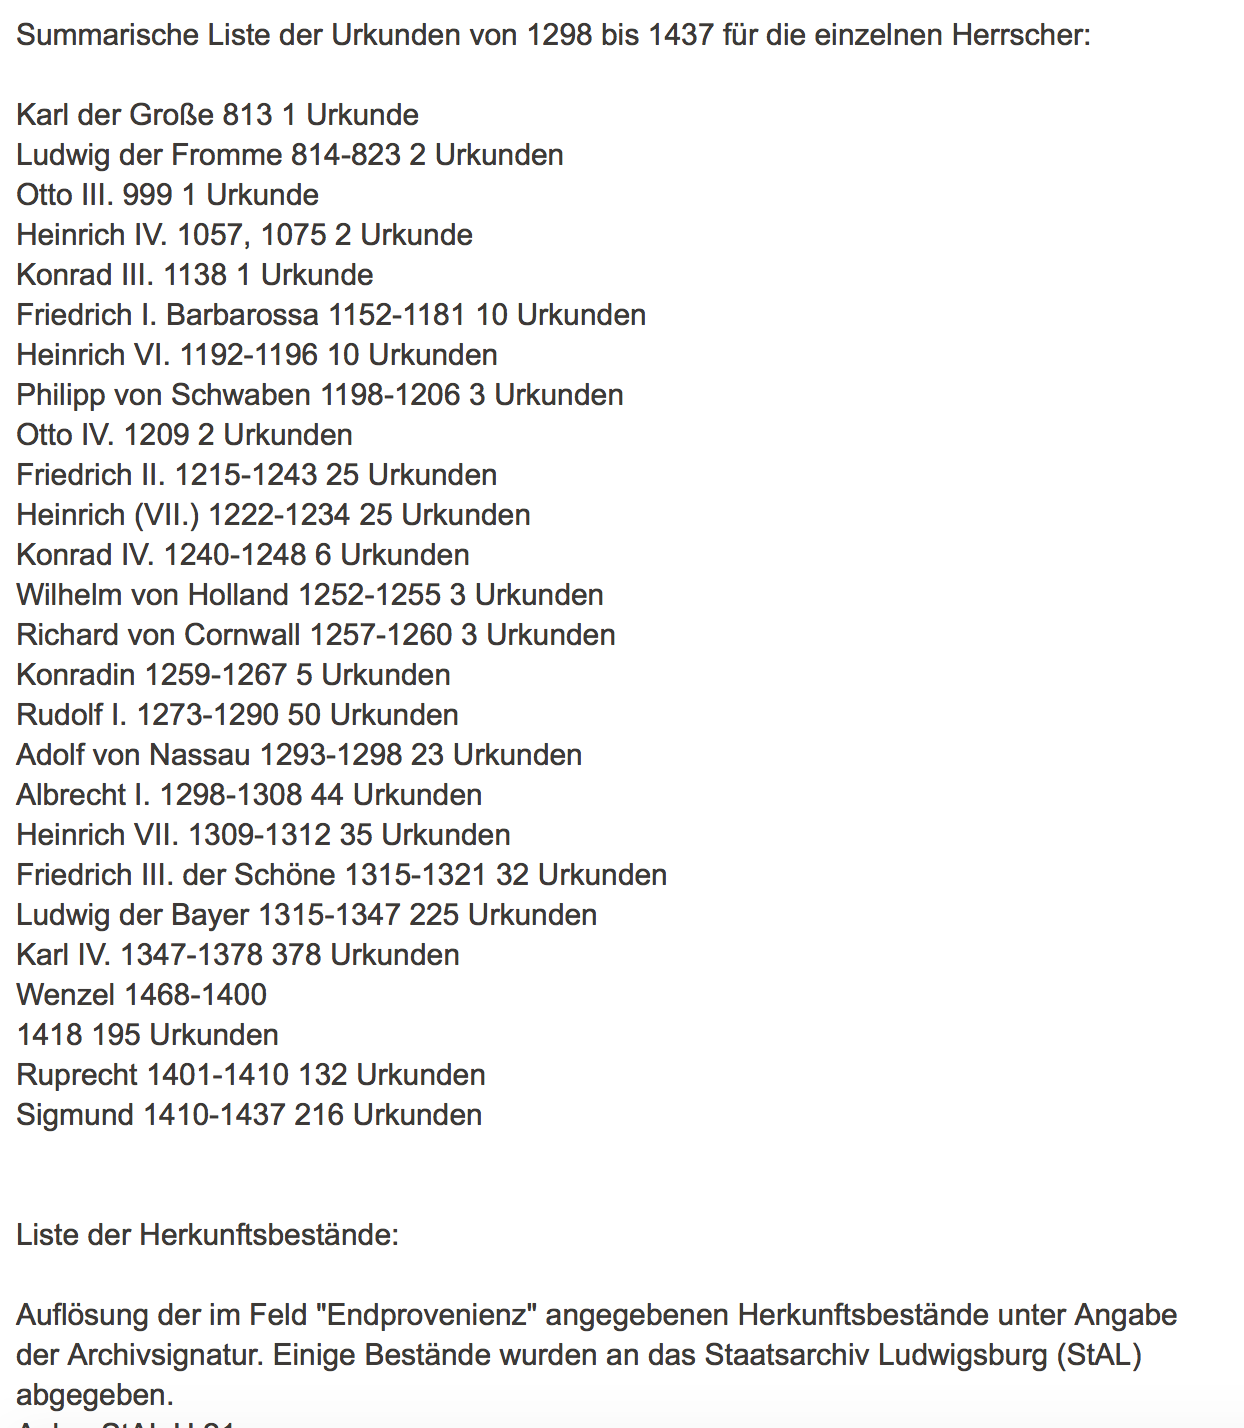 Summarische Liste der Urkunden von 1298 bis 1437 für die einzelnen Herrscher:
Karl der Große 813 1 Urkunde
Ludwig der Fromme 814-823 2 Urkunden
Otto III. 999 1 Urkunde
Heinrich IV. 1057, 1075 2 Urkunde
Konrad III. 1138 1 Urkunde
Friedrich I. Barbarossa 1152-1181 10 Urkunden
Heinrich VI. 1192-1196 10 Urkunden
Philipp von Schwaben 1198-1206 3 Urkunden
Otto IV. 1209 2 Urkunden
Friedrich II. 1215-1243 25 Urkunden
Heinrich (VII.) 1222-1234 25 Urkunden
Konrad IV. 1240-1248 6 Urkunden
Wilhelm von Holland 1252-1255 3 Urkunden
Richard von Cornwall 1257-1260 3 Urkunden
Konradin 1259-1267 5 Urkunden
Rudolf I. 1273-1290 50 Urkunden
Adolf von Nassau 1293-1298 23 Urkunden
Albrecht I. 1298-1308 44 Urkunden
Heinrich VII. 1309-1312 35 Urkunden
Friedrich III. der Schöne 1315-1321 32 Urkunden
Ludwig der Bayer 1315-1347 225 Urkunden
Karl IV. 1347-1378 378 Urkunden
Wenzel 1468-1400
1418 195 Urkunden
Ruprecht 1401-1410 132 Urkunden
Sigmund 1410-1437 216 Urkunden
Liste der Herkunftsbestände:
Auflösung der im Feld "Endprovenienz" angegebenen Herkunftsbestände unter Angabe
der Archivsignatur. Einige Bestände wurden an das Staatsarchiv Ludwigsburg (StAL)
abgegeben.